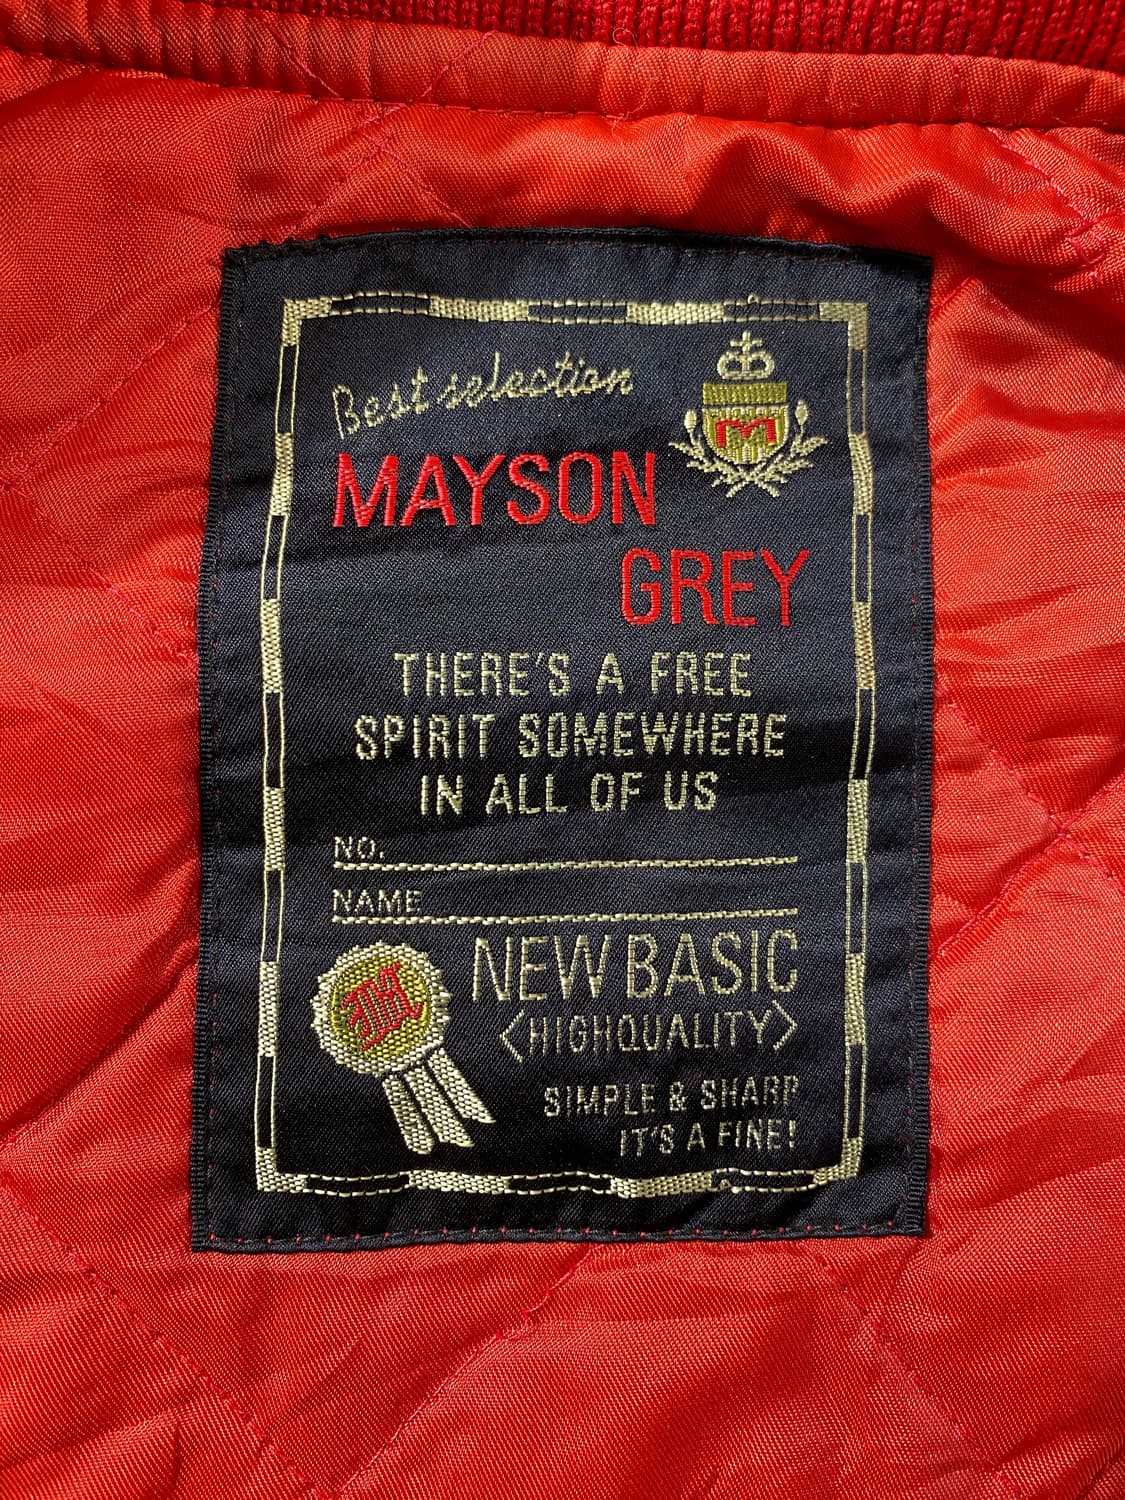 Best selection
M
MAYSON
GREY
THERE'S A FREE
SPIRIT SOMEWHERE
IN ALL OF US
NO.
NAME
NEW BASIC
<HIGHQUALITY>
SIMPLE & SHARP
IT'S A FINE!